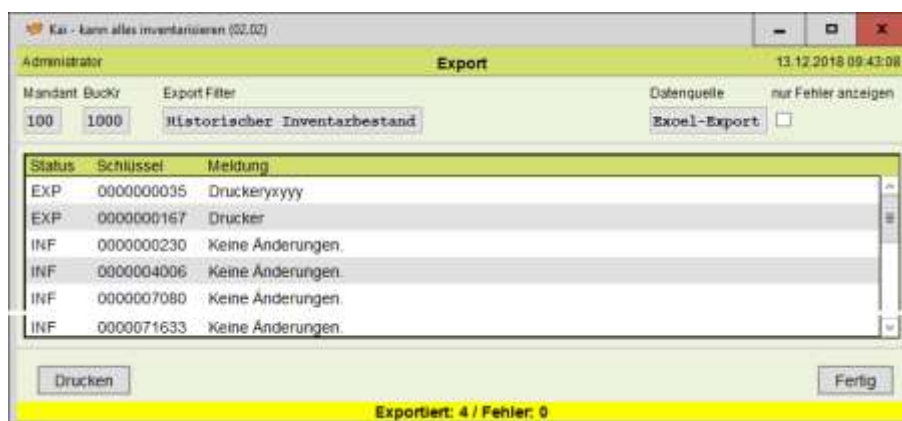 Kai - kann alles inventarisieren (02.02)
Administrator Export 13.12.2018 09:43:08
Mandant BucKr Export Filter Datenquelle nur Fehler anzeigen
100 1000 Historischer Inventarbestand Excel-Export
Status Schlüssel Meldung
EXP 0000000035 Druckeryxyyy
EXP 0000000167 Drucker
INF 0000000230 Keine Änderungen.
INF 0000004006 Keine Änderungen.
INF 0000007080 Keine Änderungen.
INF 0000071633 Keine Änderungen.
Drucken Fertig
Exportiert: 4 / Fehler: 0